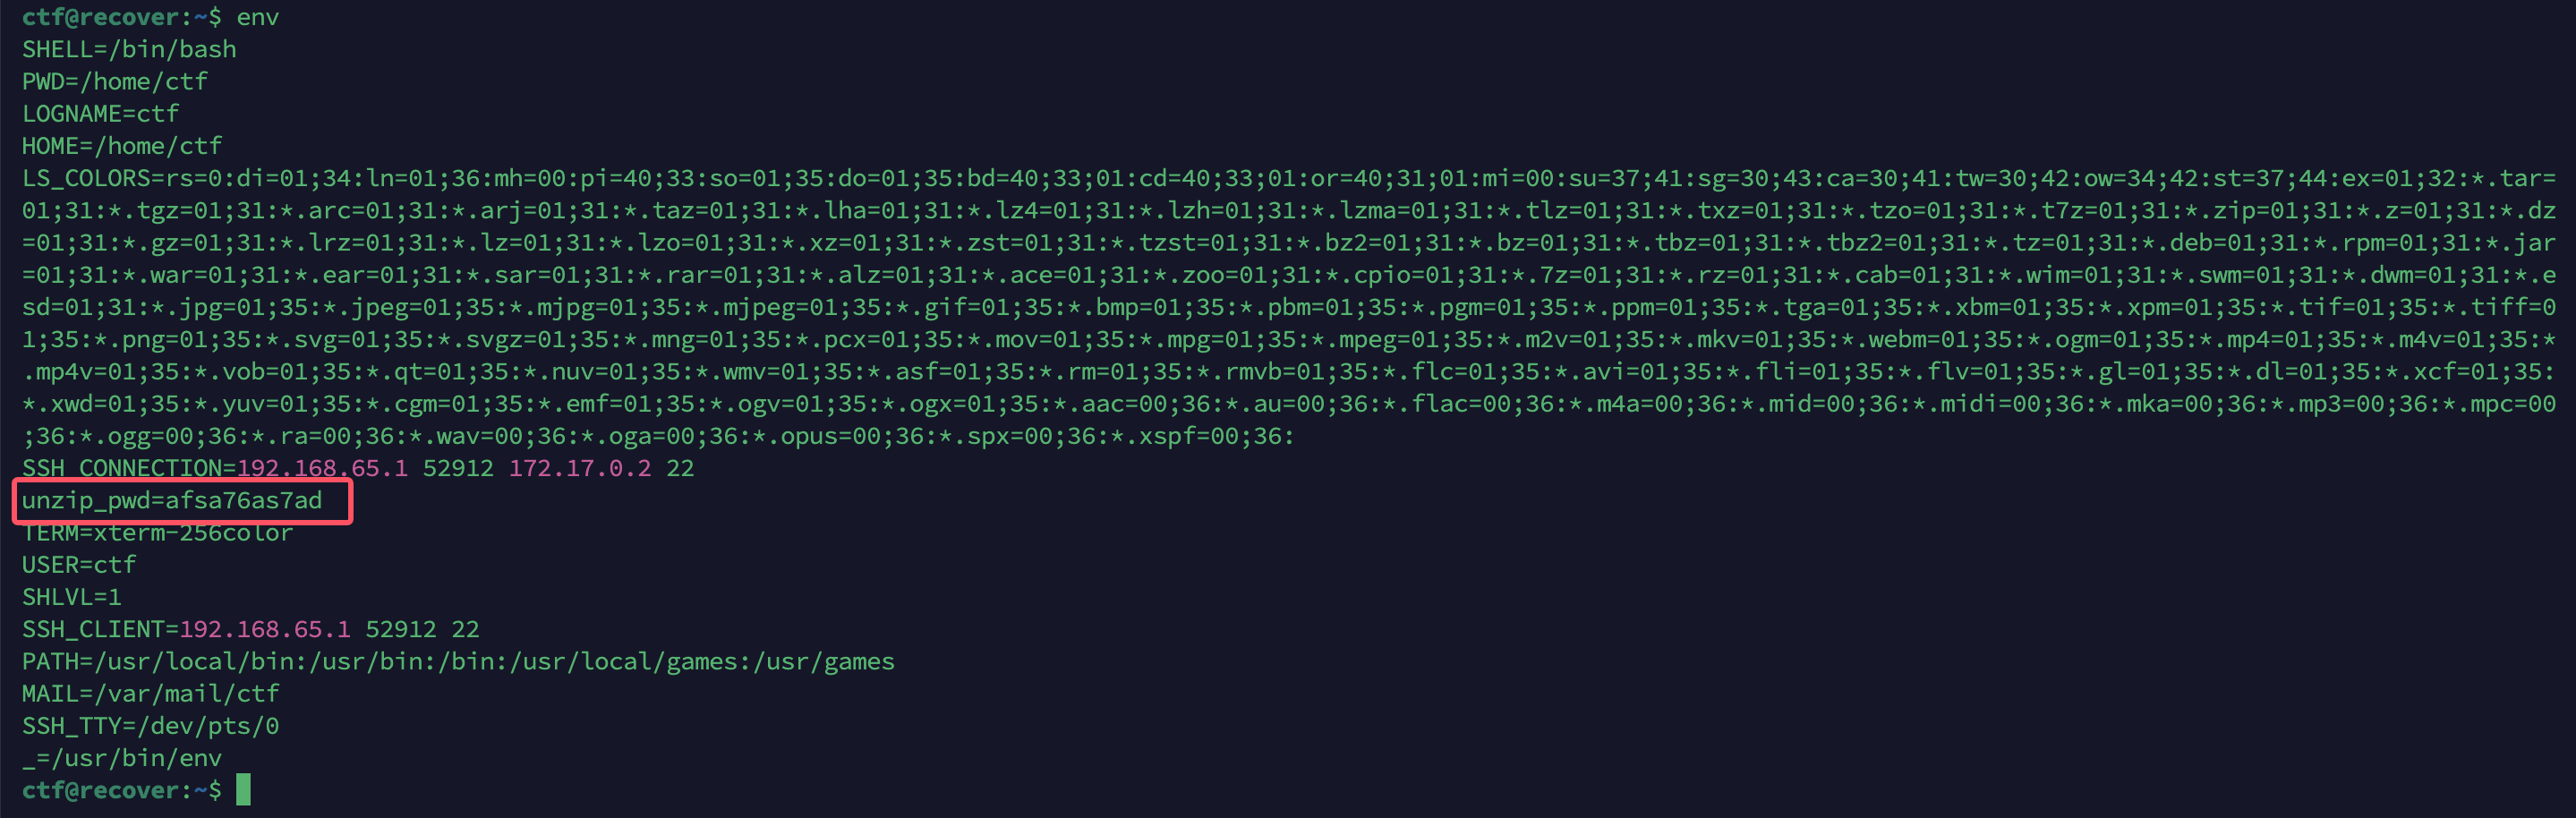 ctf@recover:~$ env
SHELL=/bin/bash
PWD=/home/ctf
LOGNAME=ctf
HOME=/home/ctf
LS_COLORS=rs=0:di=01;34:ln=01;36:mh=00:pi=40;33:so=01;35:do=01;35:bd=40;33;01:cd=40;33;01:or=40;31;01:mi=00:su=37;41:sg=30;43:ca=30;41:tw=30;42:ow=34;42:st=37;44:ex=01;32:*.tar=
01;31:*.tgz=01;31:*.arc=01;31:*.arj=01;31:*.taz=01;31:*.lha=01;31:*.lz4=01;31:*.lzh=01;31:*.lzma=01;31:*.tlz=01;31:*.txz=01;31:*.tzo=01;31:*.t7z=01;31:*.zip=01;31:*.z=01;31:*.dz
=01;31:*.gz=01;31:*.lrz=01;31:*.lz=01;31:*.lzo=01;31:*.xz=01;31:*.zst=01;31:*.tzst=01;31:*.bz2=01;31:*.bz=01;31:*.tbz=01;31:*.tbz2=01;31:*.tz=01;31:*.deb=01;31:*.rpm=01;31:*.jar
=01;31:*.war=01;31:*.ear=01;31:*.sar=01;31:*.rar=01;31:*.alz=01;31:*.ace=01;31:*.zoo=01;31:*.cpio=01;31:*.7z=01;31:*.rz=01;31:*.cab=01;31:*.wim=01;31:*.swm=01;31:*.dwm=01;31:*.e
sd=01;31:*.jpg=01;35:*.jpeg=01;35:*.mjpg=01;35:*.mjpeg=01;35:*.gif=01;35:*.bmp=01;35:*.pbm=01;35:*.pgm=01;35:*.ppm=01;35:*.tga=01;35:*.xbm=01;35:*.xpm=01;35:*.tif=01;35:*.tiff=0
1;35:*.png=01;35:*.svg=01;35:*.svgz=01;35:*.mng=01;35:*.pcx=01;35:*.mov=01;35:*.mpg=01;35:*.mpeg=01;35:*.m2v=01;35:*.mkv=01;35:*.webm=01;35:*.ogm=01;35:*.mp4=01;35:*.m4v=01;35:*
.mp4v=01;35:*.vob=01;35:*.qt=01;35:*.nuv=01;35:*.wmv=01;35:*.asf=01;35:*.rm=01;35:*.rmvb=01;35:*.flc=01;35:*.avi=01;35:*.fli=01;35:*.flv=01;35:*.gl=01;35:*.dl=01;35:*.xcf=01;35:
*.xwd=01;35:*.yuv=01;35:*.cgm=01;35:*.emf=01;35:*.ogv=01;35:*.ogx=01;35:*.aac=00;36:*.au=00;36:*.flac=00;36:*.m4a=00;36:*.mid=00;36:*.midi=00;36:*.mka=00;36:*.mp3=00;36:*.mpc=00
;36:*.ogg=00;36:*.ra=00;36:*.wav=00;36:*.oga=00;36:*.opus=00;36:*.spx=00;36:*.xspf=00;36:
SSH_CONNECTION=192.168.65.1 52912 172.17.0.2 22
unzip_pwd=afsa76as7ad
TERM=xterm-256color
USER=ctf
SHLVL=1
SSH_CLIENT=192.168.65.1 52912 22
PATH=/usr/local/bin:/usr/bin:/bin:/usr/local/games:/usr/games
MAIL=/var/mail/ctf
SSH_TTY=/dev/pts/0
_=/usr/bin/env
ctf@recover:~$